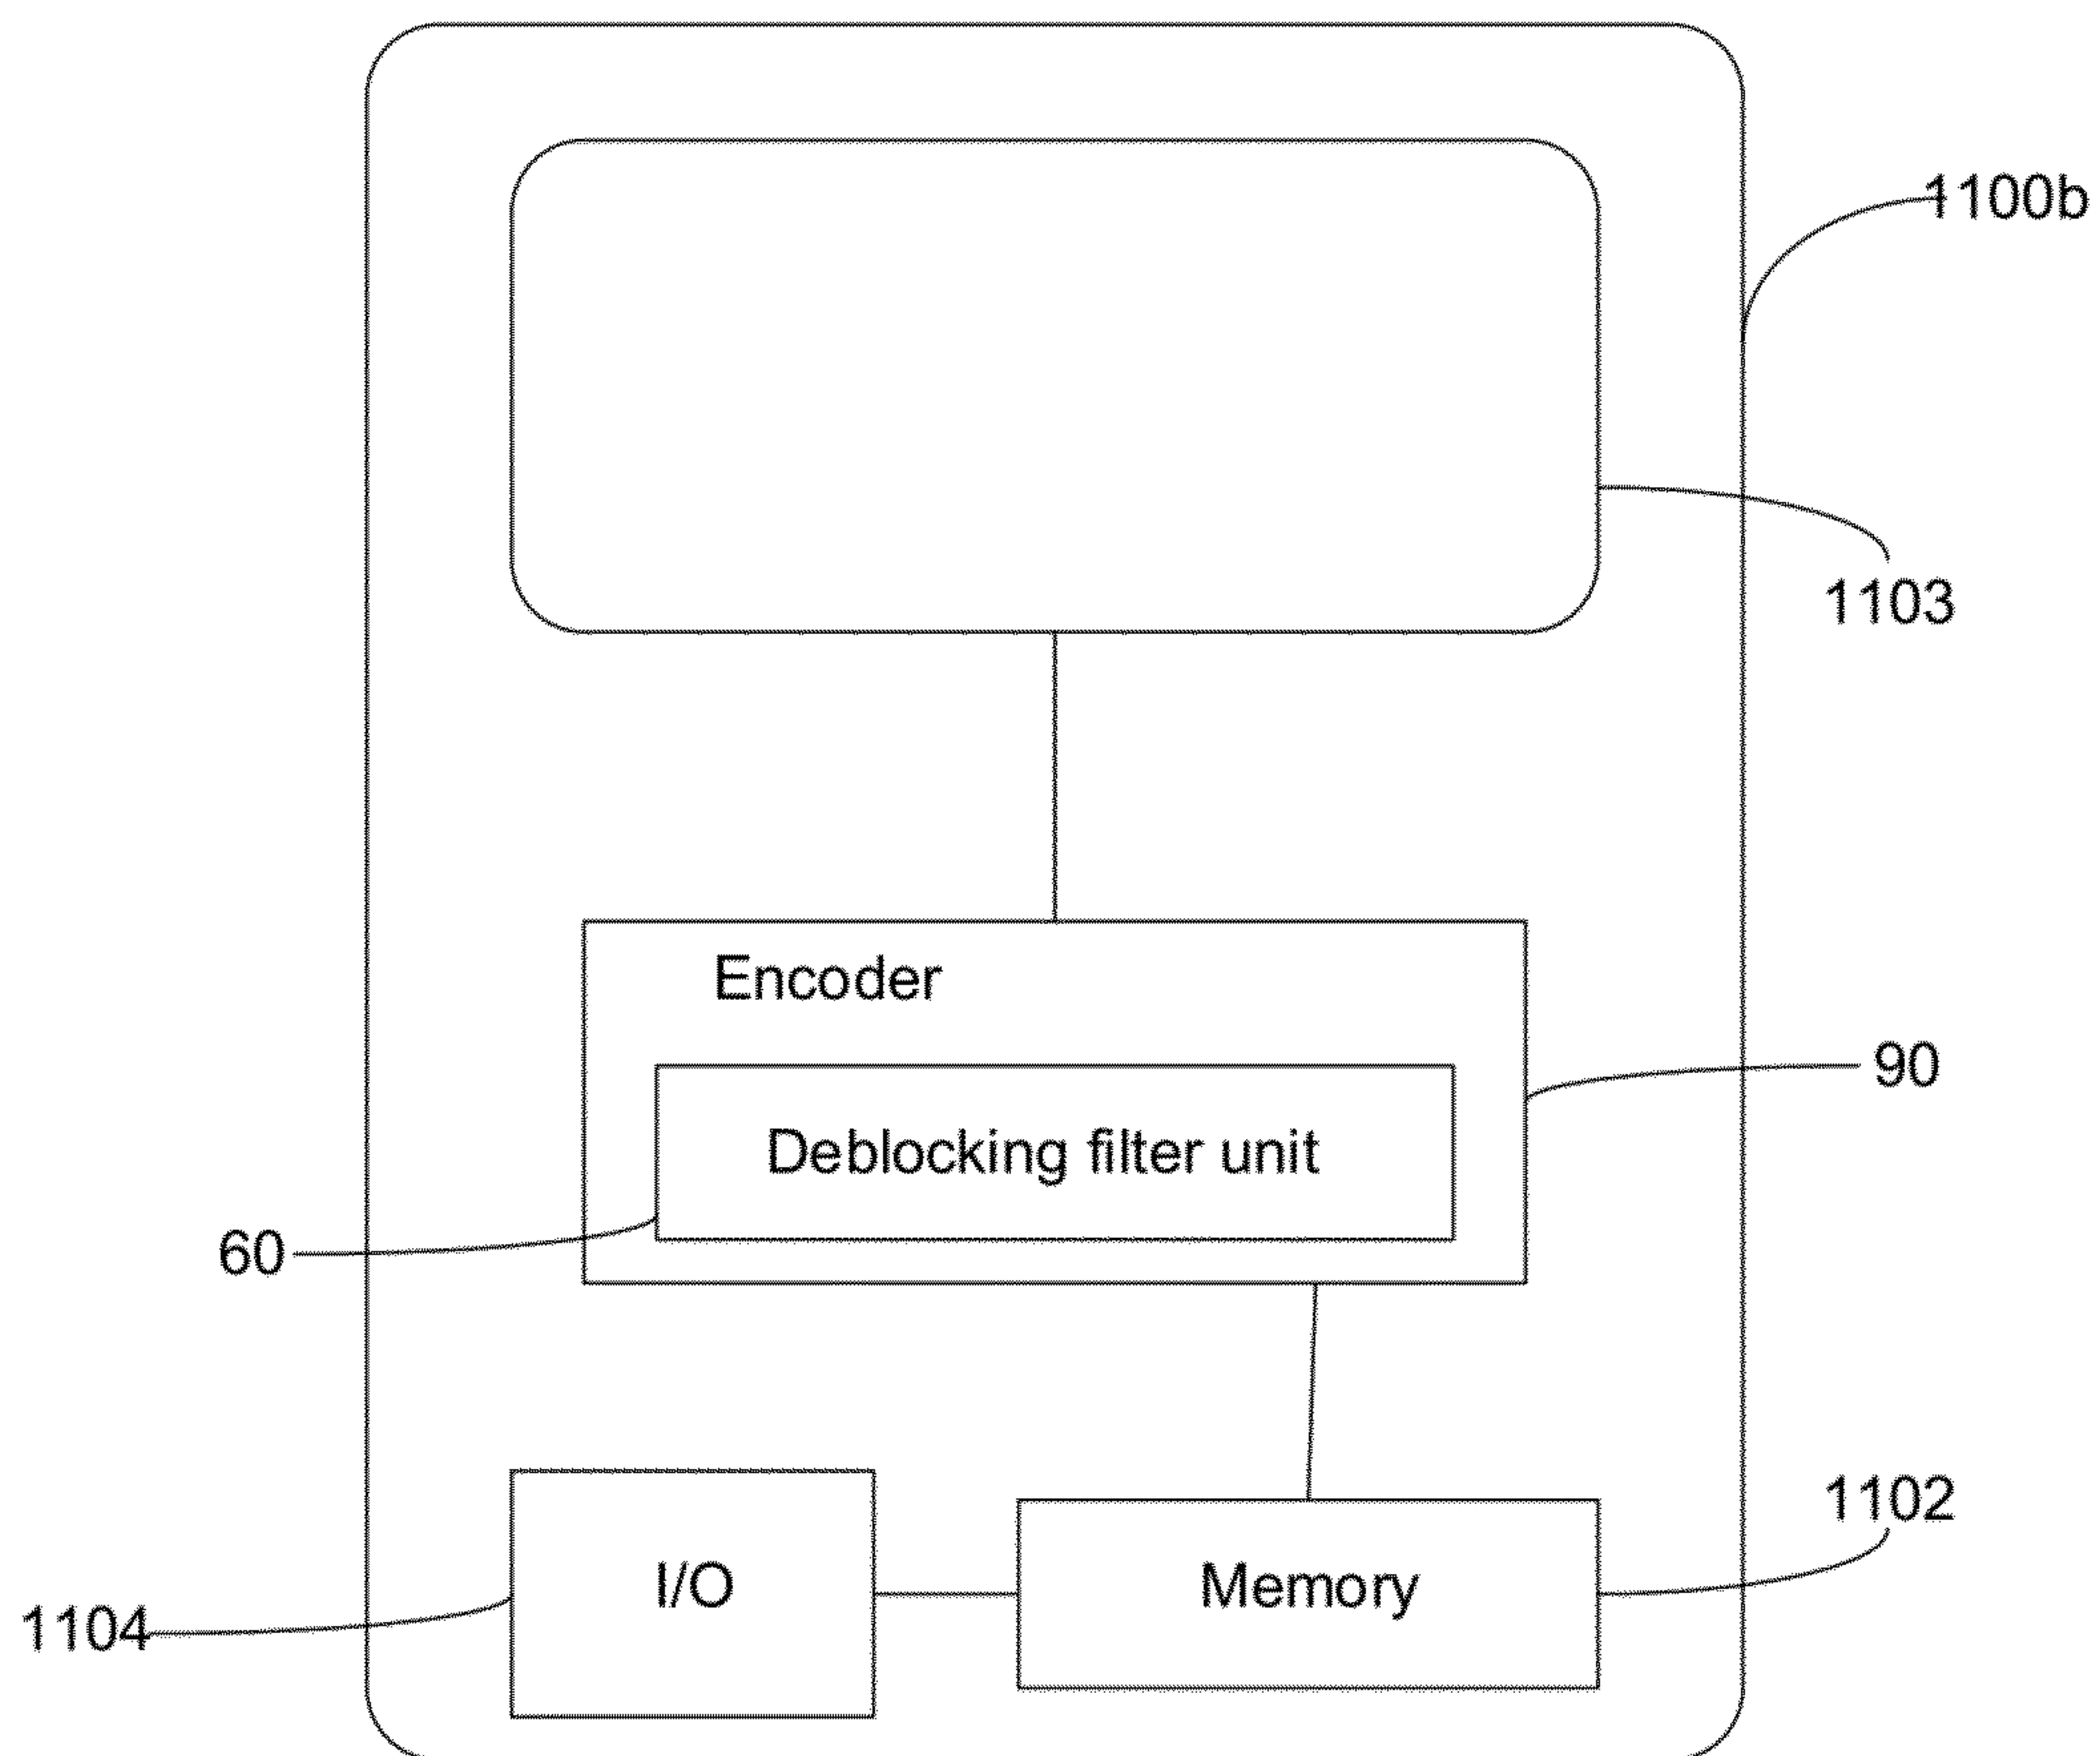 1100b
1103
Encoder
90
Deblocking filter unit
60
1102
I/O
Memory
1104